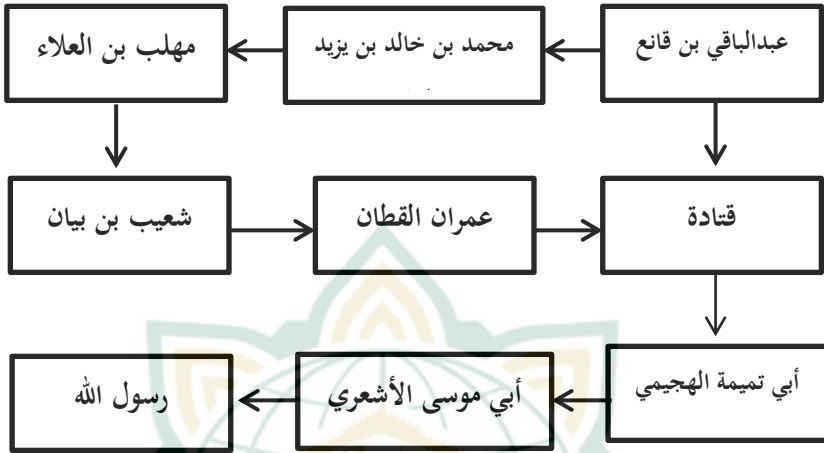 عبدالباقي بن قانع
محمد بن خالد بن يزيد
مهلب بن العلاء
شعيب بن بيان
عمران القطان
قتادة
أبي تميمة الهجيمي
أبي موسى الأشعري
رسول الله